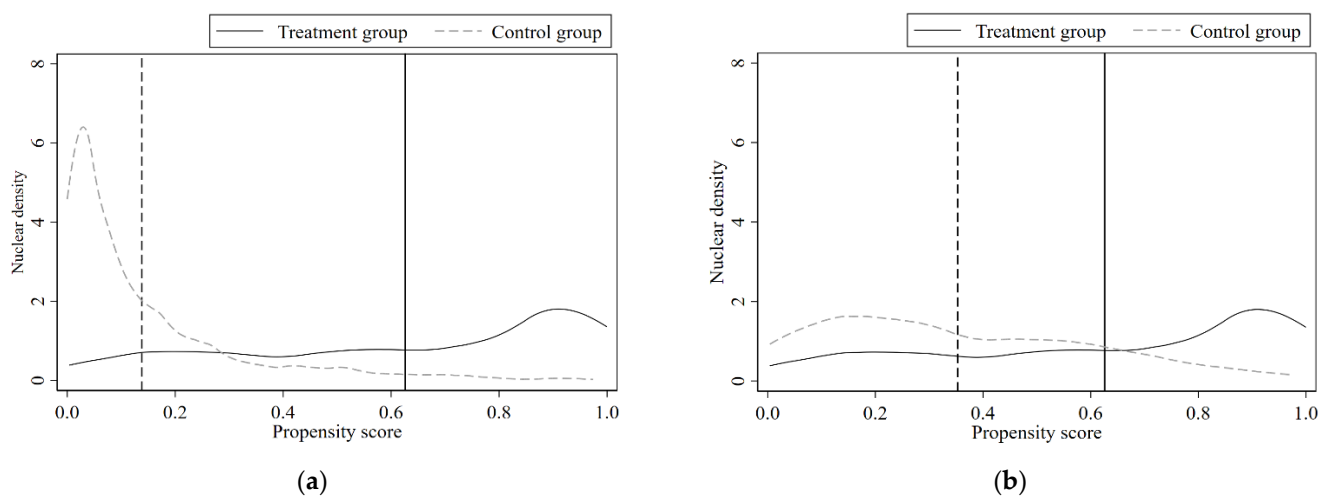 Treatment group Control group
8
6
4
2
0
Nuclear density
0.0 0.2 0.4 0.6 0.8 1.0
Propensity score
(a)
Treatment group Control group
8
6
4
2
0
Nuclear density
0.0 0.2 0.4 0.6 0.8 1.0
Propensity score
(b)